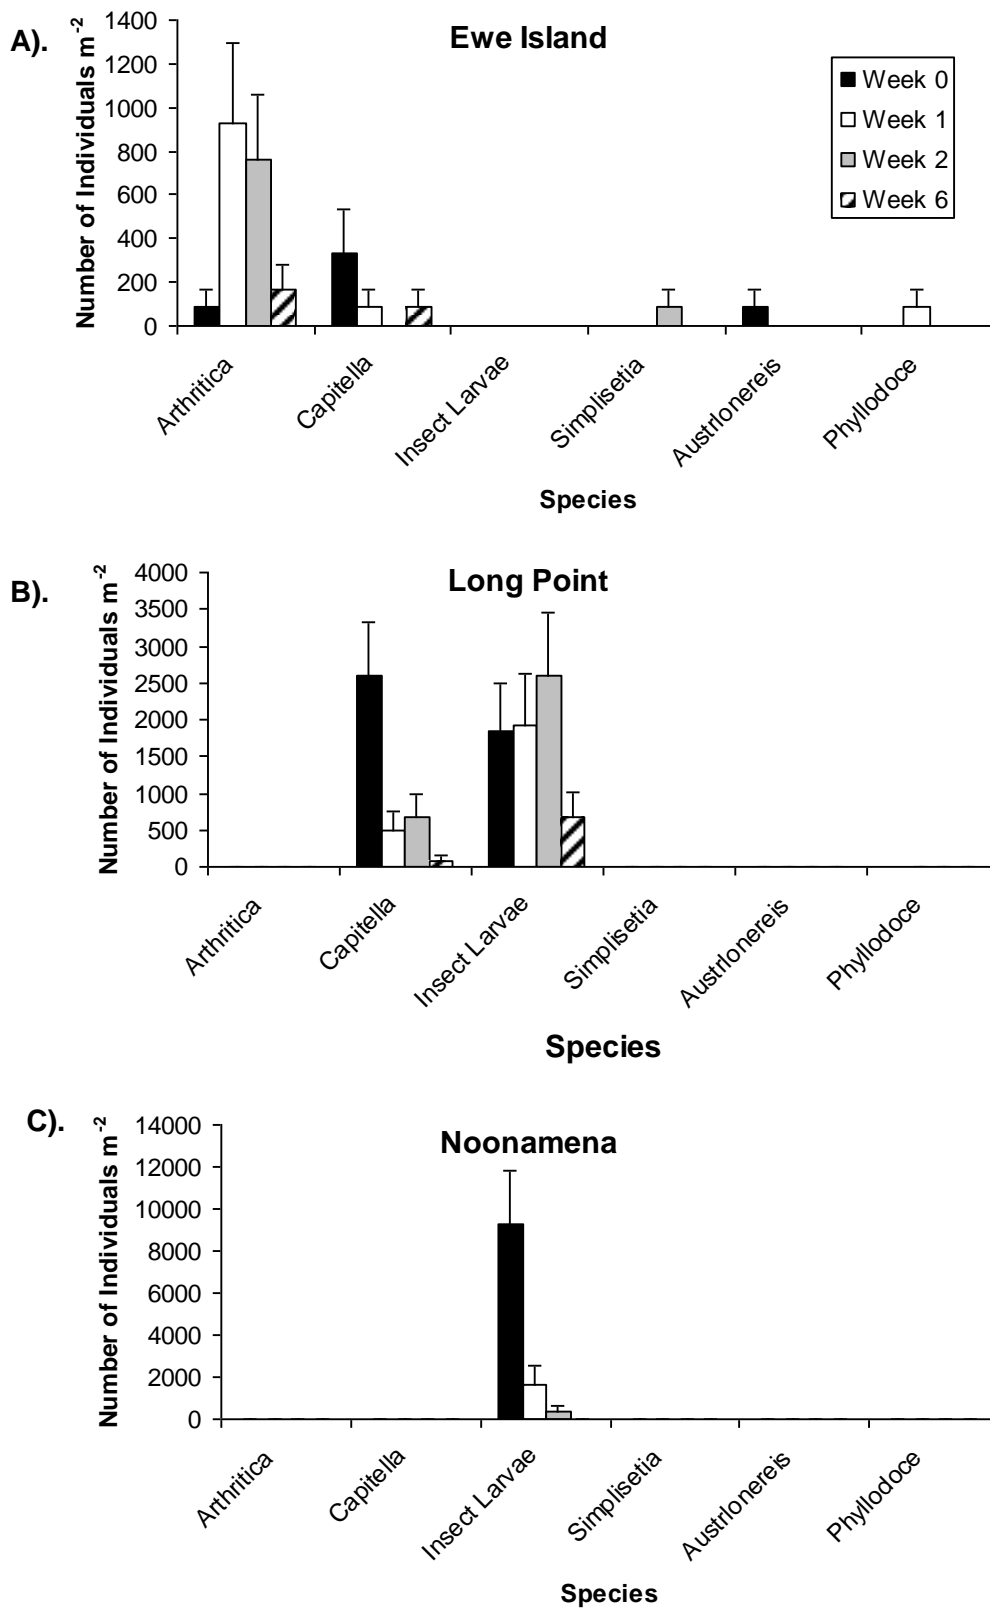 A).
Ewe Island
Number of Individuals m-2
1400
1200
1000
800
600
400
200
0
Week 0
Week 1
Week 2
Week 6
Arthritica
Capitella
Insect Larvae
Simplisetia
Austrlonereis
Phyllodoce
Species
B).
Long Point
Number of Individuals m-2
4000
3500
3000
2500
2000
1500
1000
500
0
Arthritica
Capitella
Insect Larvae
Simplisetia
Austrlonereis
Phyllodoce
Species
C).
Noonamena
Number of Individuals m-2
14000
12000
10000
8000
6000
4000
2000
0
Arthritica
Capitella
Insect Larvae
Simplisetia
Austrlonereis
Phyllodoce
Species